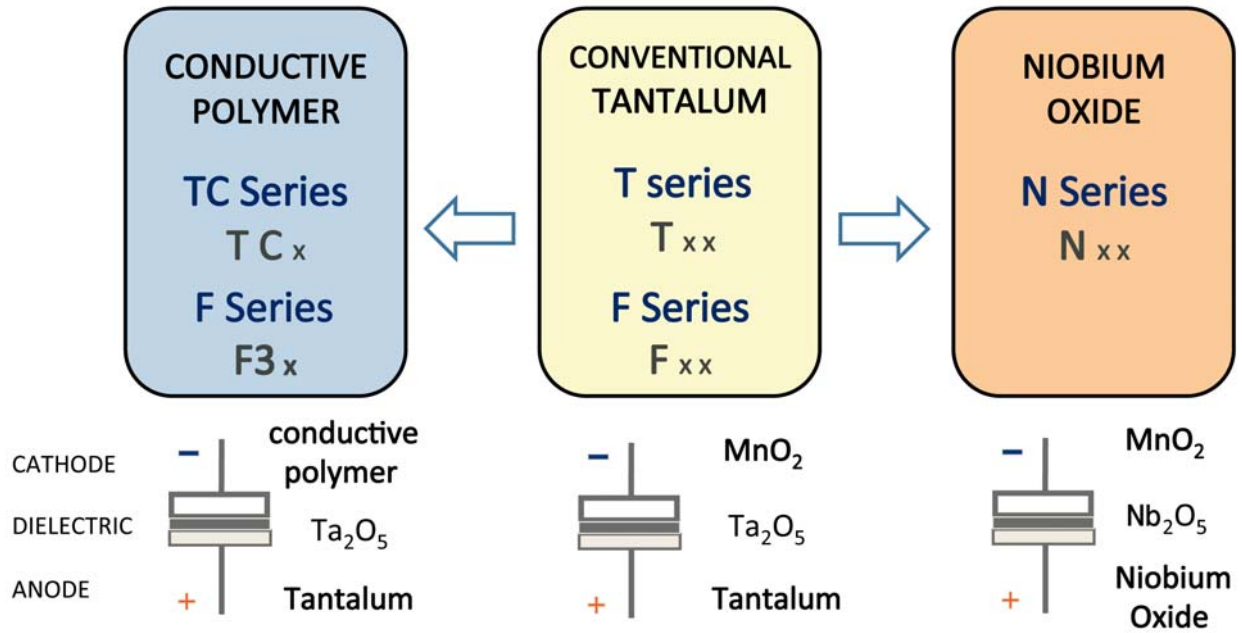 CONDUCTIVE
POLYMER
TC Series
T C x
F Series
F3 x
CONVENTIONAL
TANTALUM
T series
T x x
F Series
F x x
NIOBIUM
OXIDE
N Series
N x x
CATHODE
DIELECTRIC
ANODE
−
conductive
polymer
Ta₂O₅
+
Tantalum
−
MnO₂
Ta₂O₅
+
Tantalum
−
MnO₂
Nb₂O₅
+
Niobium
Oxide